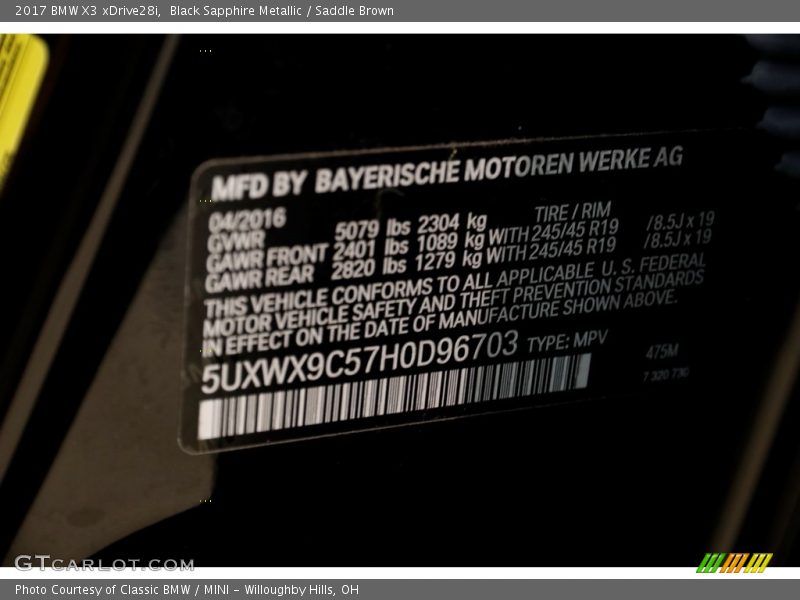 2017 BMW X3 xDrive28i, Black Sapphire Metallic / Saddle Brown
MFD BY BAYERISCHE MOTOREN WERKE AG
04/2016 TIRE / RIM
GVWR 5079 lbs 2304 kg
GAWR FRONT 2401 lbs 1089 kg WITH 245/45 R19 /8.5J x 19
GAWR REAR 2820 lbs 1279 kg WITH 245/45 R19 /8.5J x 19
THIS VEHICLE CONFORMS TO ALL APPLICABLE U. S. FEDERAL
MOTOR VEHICLE SAFETY AND THEFT PREVENTION STANDARDS
IN EFFECT ON THE DATE OF MANUFACTURE SHOWN ABOVE.
5UXWX9C57H0D96703 TYPE: MPV
475M
7 320 730
GTCARLOT.COM
Photo Courtesy of Classic BMW / MINI - Willoughby Hills, OH